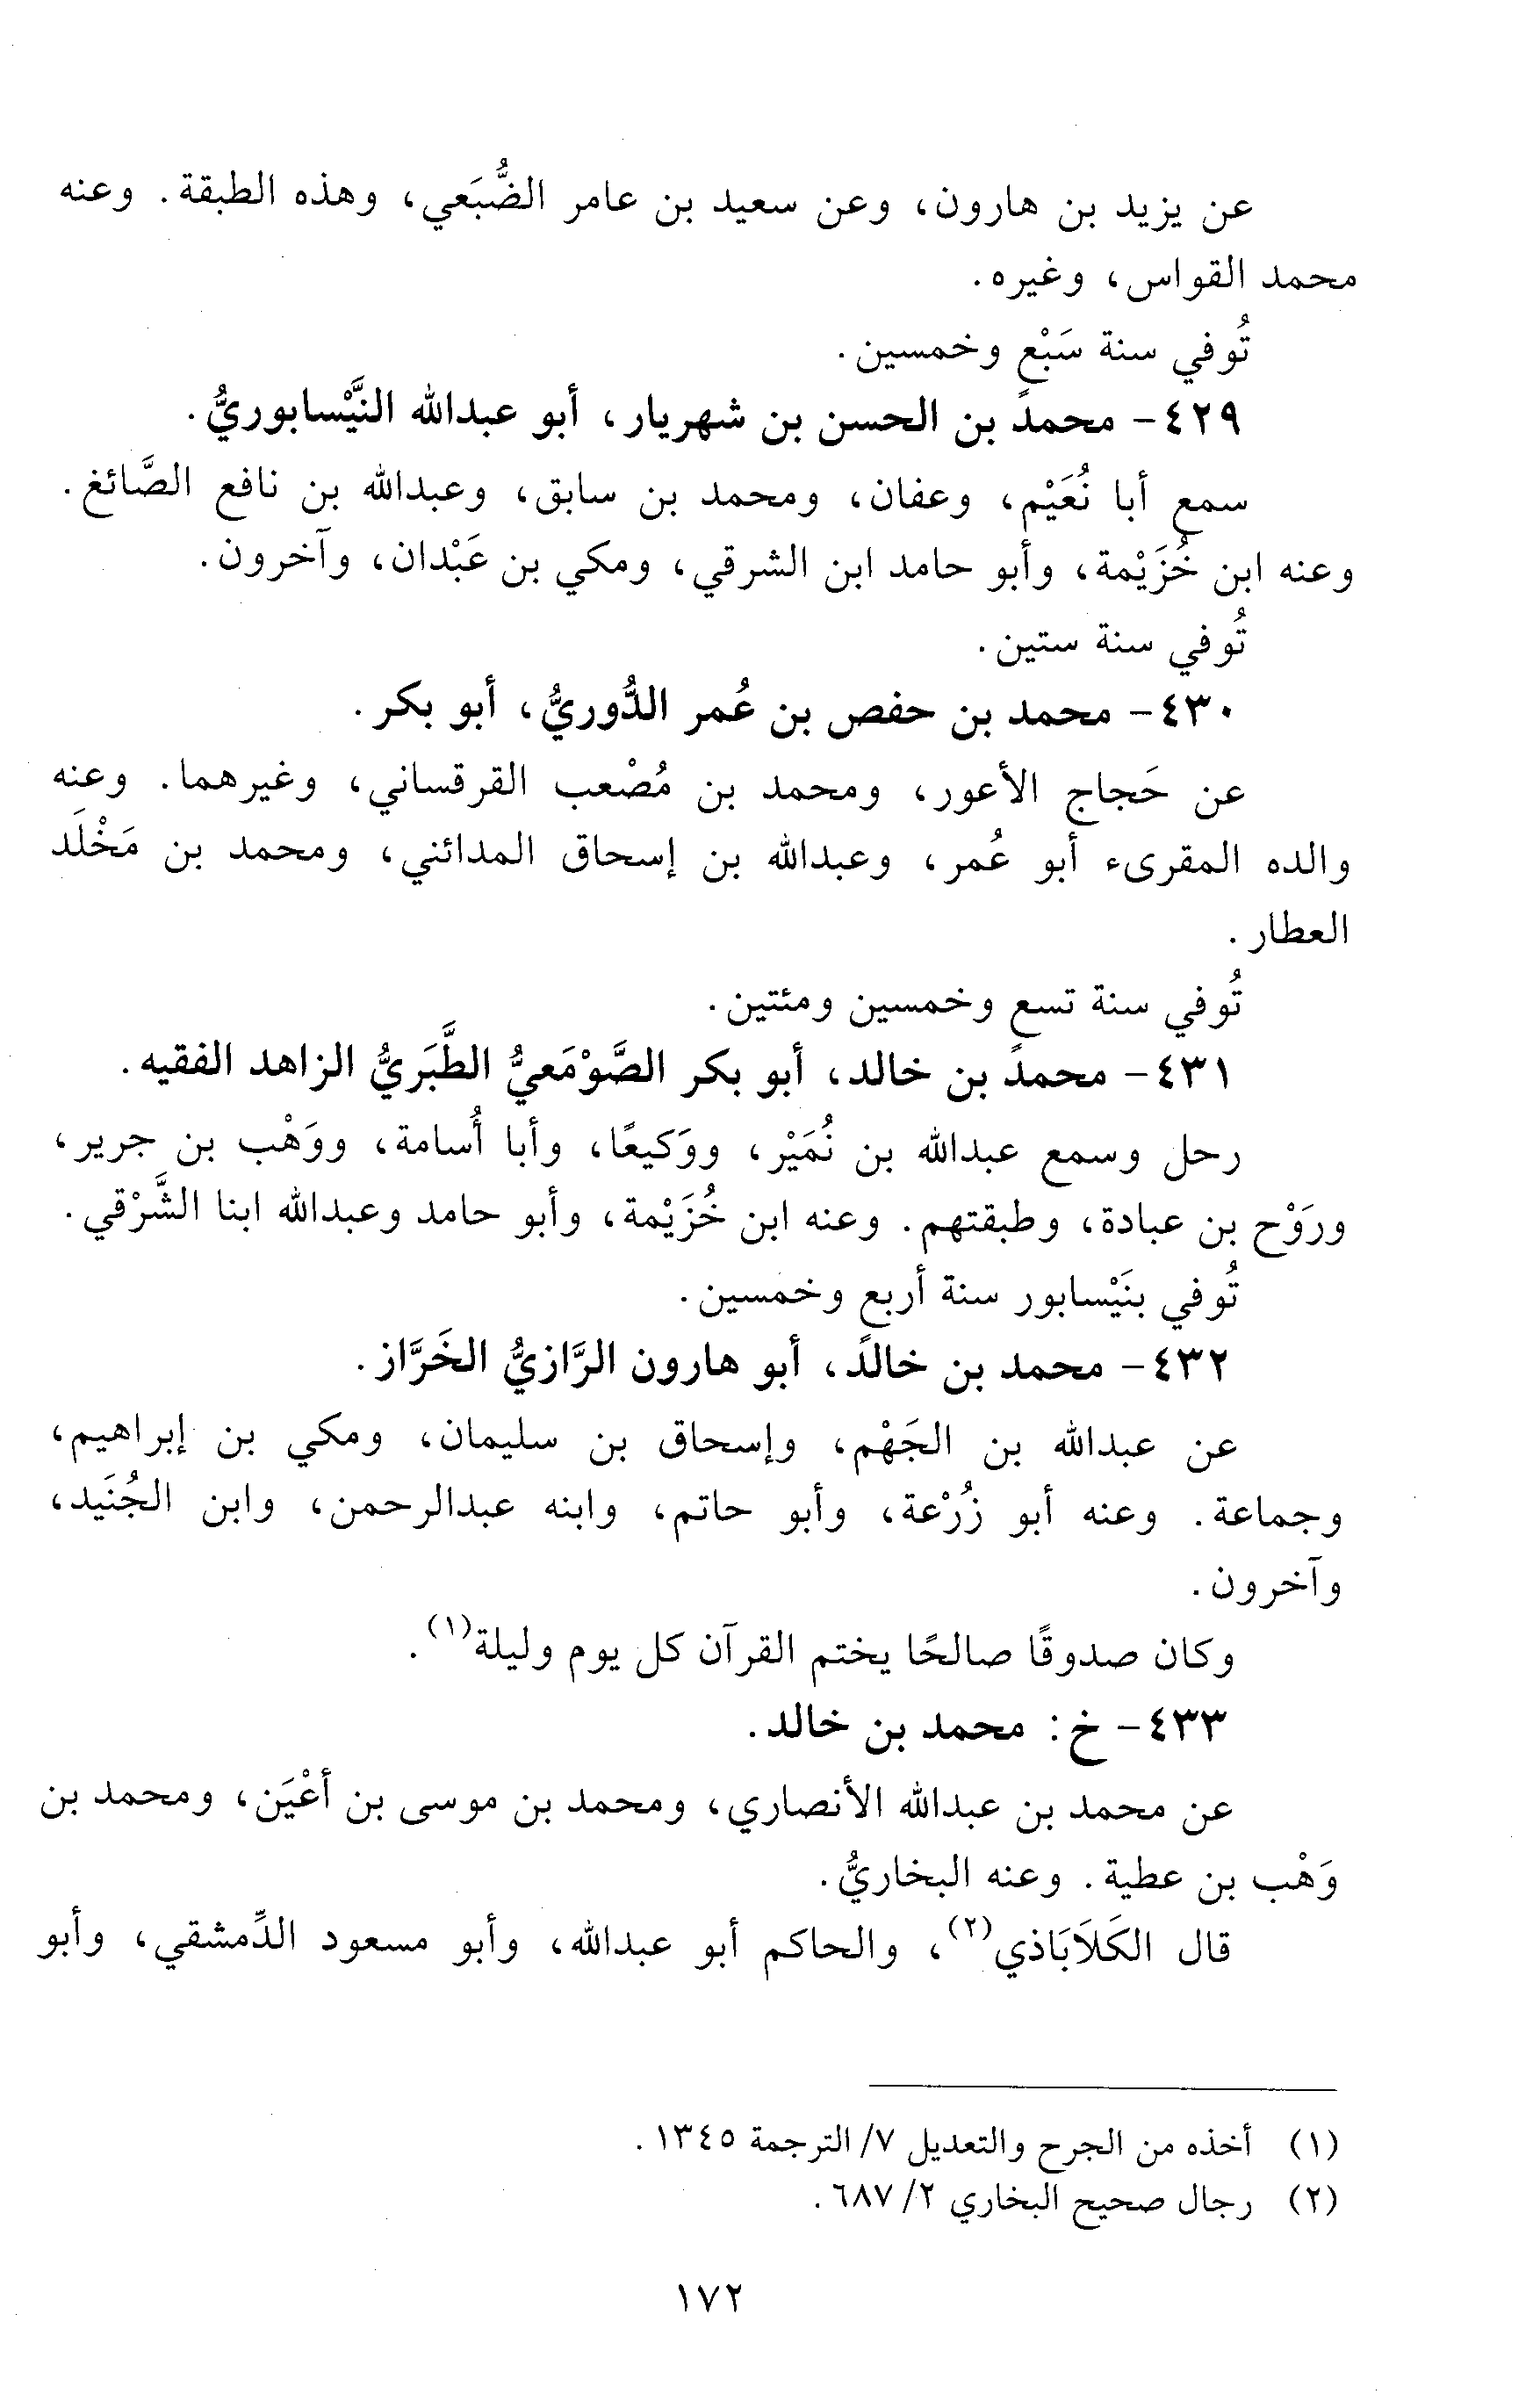 عن يزيد بن هارون، وعن سعيد بن عامر الضُّبَعي، وهذه الطبقة. وعنه
محمد القواس، وغيره.
تُوفي سنة سَبْعٍ وخمسين.
٤٢٩- محمد بن الحسن بن شهريار، أبو عبدالله النَّيْسابوريُّ.
سمع أبا نُعَيْم، وعفان، ومحمد بن سابق، وعبدالله بن نافع الصَّائغ.
وعنه ابن خُزَيْمة، وأبو حامد ابن الشرقي، ومكي بن عَبْدان، وآخرون.
تُوفي سنة ستين.
٤٣٠- محمد بن حفص بن عُمر الدُّوريُّ، أبو بكر.
عن حَجاج الأعور، ومحمد بن مُصْعب القرقساني، وغيرهما. وعنه
والده المقرىء أبو عُمر، وعبدالله بن إسحاق المدائني، ومحمد بن مَخْلَد
العطار.
تُوفي سنة تسع وخمسين ومئتين.
٤٣١- محمد بن خالد، أبو بكر الصَّوْمَعيُّ الطَّبَريُّ الزاهد الفقيه.
رحل وسمع عبدالله بن نُمَيْر، ووَكيعًا، وأبا أُسامة، ووَهْب بن جرير،
ورَوْح بن عبادة، وطبقتهم. وعنه ابن خُزَيْمة، وأبو حامد وعبدالله ابنا الشَّرْقي.
تُوفي بنَيْسابور سنة أربع وخمسين.
٤٣٢- محمد بن خالد، أبو هارون الرَّازيُّ الخَرَّاز.
عن عبدالله بن الجَهْم، وإسحاق بن سليمان، ومكي بن إبراهيم،
وجماعة. وعنه أبو زُرْعة، وأبو حاتم، وابنه عبدالرحمن، وابن الجُنَيد،
وآخرون.
وكان صدوقًا صالحًا يختم القرآن كل يوم وليلة(١).
٤٣٣- خ: محمد بن خالد.
عن محمد بن عبدالله الأنصاري، ومحمد بن موسى بن أعْيَن، ومحمد بن
وَهْب بن عطية. وعنه البخاريُّ.
قال الكَلاَبَاذي(٢)، والحاكم أبو عبدالله، وأبو مسعود الدِّمشقي، وأبو
(١) أخذه من الجرح والتعديل ٧/ الترجمة ١٣٤٥.
(٢) رجال صحيح البخاري ٢/ ٦٨٧.
١٧٢